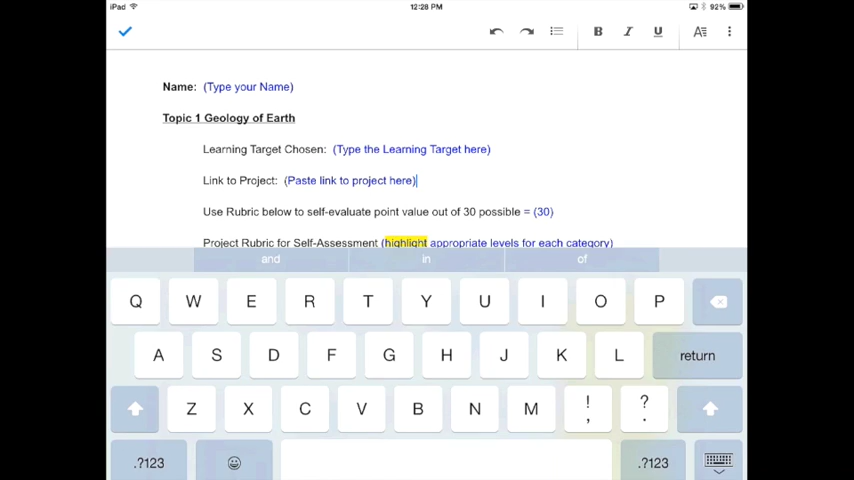 iPad 12:28 PM 92%
B I U A
Name: (Type your Name)
Topic 1 Geology of Earth
Learning Target Chosen: (Type the Learning Target here)
Link to Project: (Paste link to project here)
Use Rubric below to self-evaluate point value out of 30 possible = (30)
Project Rubric for Self-Assessment (highlight appropriate levels for each category)
and in of
Q W E R T Y U I O P
A S D F G H J K L return
Z X C V B N M ! , ? .
.?123 .?123